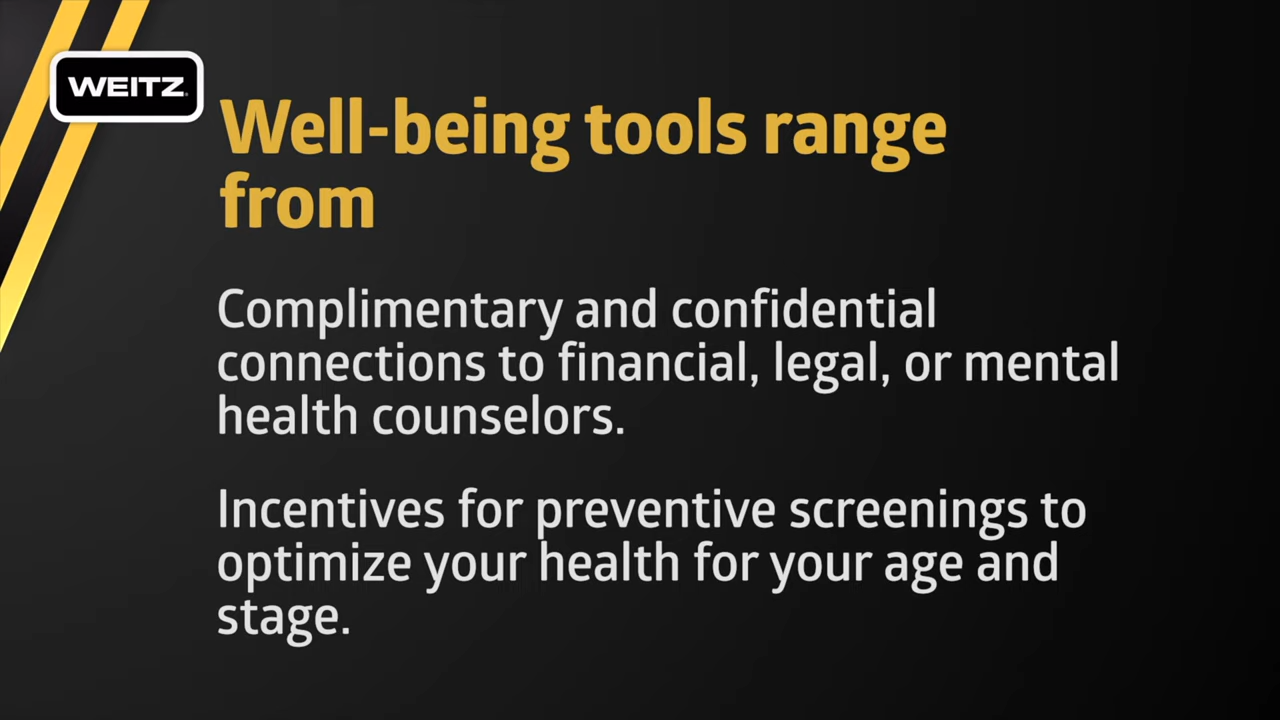 WEITZ
Well-being tools range
from
Complimentary and confidential
connections to financial, legal, or mental
health counselors.
Incentives for preventive screenings to
optimize your health for your age and
stage.